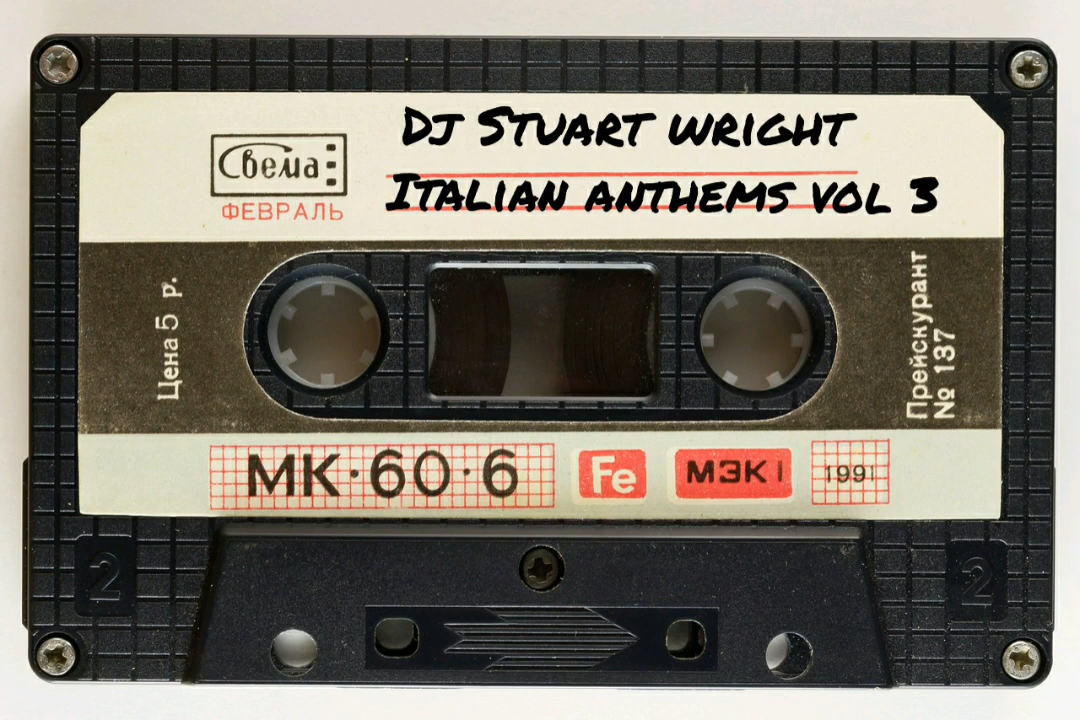 DJ STUART WRIGHT
ITALIAN ANTHEMS VOL 3
Свема
ФЕВРАЛЬ
Цена 5 р.
Прейскурант
№ 137
МК·60·6
Fe
МЭК I
1991
2
2